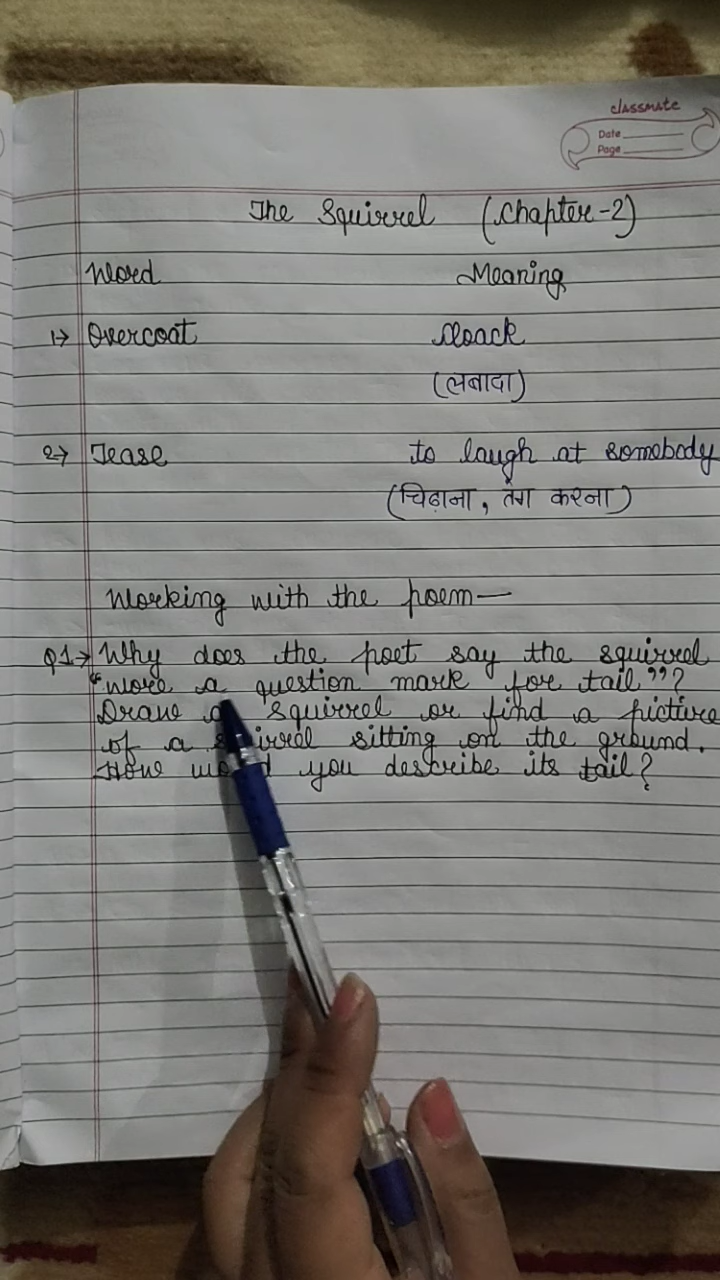 classmate
Date
Page
The Squirrel (Chapter-2)
Word Meaning
1→ Overcoat Cloack
(लबादा)
2→ Tease to laugh at somebody
(चिढ़ाना, तंग करना)
Working with the poem—
Q1→ Why does the poet say the squirrel
"wore a question mark for tail"?
Draw a squirrel or find a picture
of a squirrel sitting on the ground.
How would you describe its tail?